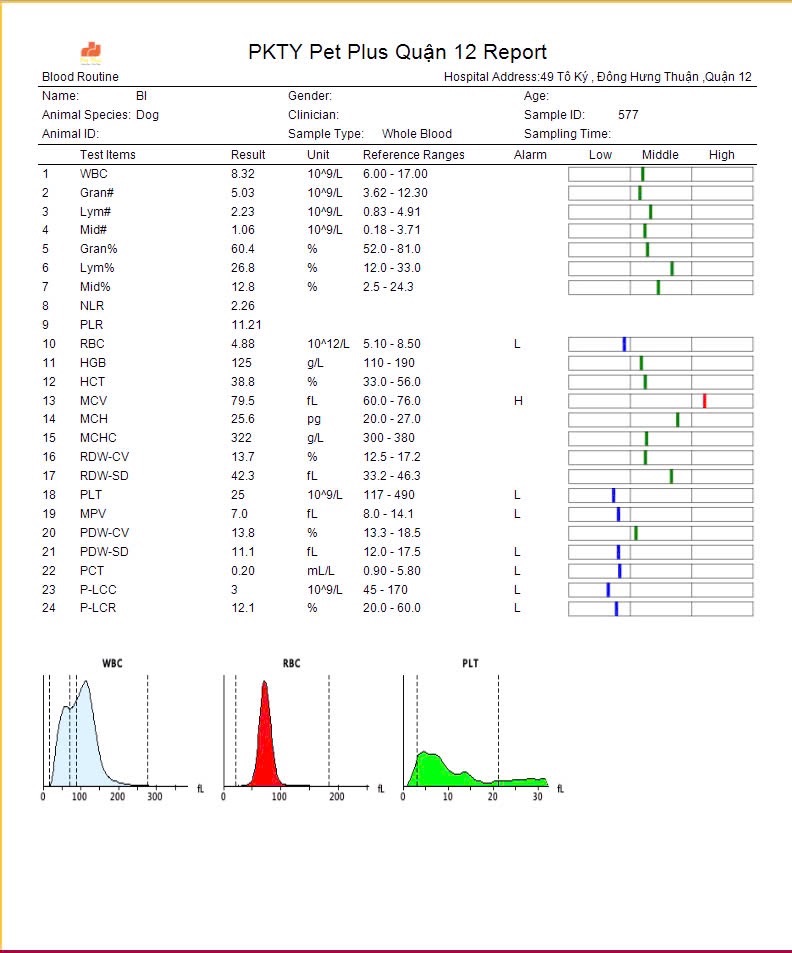 PKTY Pet Plus Quận 12 Report
Blood Routine Hospital Address:49 Tô Ký , Đông Hưng Thuận ,Quận 12
Name: BI Gender: Age:
Animal Species: Dog Clinician: Sample ID: 577
Animal ID: Sample Type: Whole Blood Sampling Time:
Test Items Result Unit Reference Ranges Alarm Low Middle High
1 WBC 8.32 10^9/L 6.00 - 17.00
2 Gran# 5.03 10^9/L 3.62 - 12.30
3 Lym# 2.23 10^9/L 0.83 - 4.91
4 Mid# 1.06 10^9/L 0.18 - 3.71
5 Gran% 60.4 % 52.0 - 81.0
6 Lym% 26.8 % 12.0 - 33.0
7 Mid% 12.8 % 2.5 - 24.3
8 NLR 2.26
9 PLR 11.21
10 RBC 4.88 10^12/L 5.10 - 8.50 L
11 HGB 125 g/L 110 - 190
12 HCT 38.8 % 33.0 - 56.0
13 MCV 79.5 fL 60.0 - 76.0 H
14 MCH 25.6 pg 20.0 - 27.0
15 MCHC 322 g/L 300 - 380
16 RDW-CV 13.7 % 12.5 - 17.2
17 RDW-SD 42.3 fL 33.2 - 46.3
18 PLT 25 10^9/L 117 - 490 L
19 MPV 7.0 fL 8.0 - 14.1 L
20 PDW-CV 13.8 % 13.3 - 18.5
21 PDW-SD 11.1 fL 12.0 - 17.5 L
22 PCT 0.20 mL/L 0.90 - 5.80 L
23 P-LCC 3 10^9/L 45 - 170 L
24 P-LCR 12.1 % 20.0 - 60.0 L
WBC RBC PLT
0 100 200 300 fL 0 100 200 fL 0 10 20 30 fL